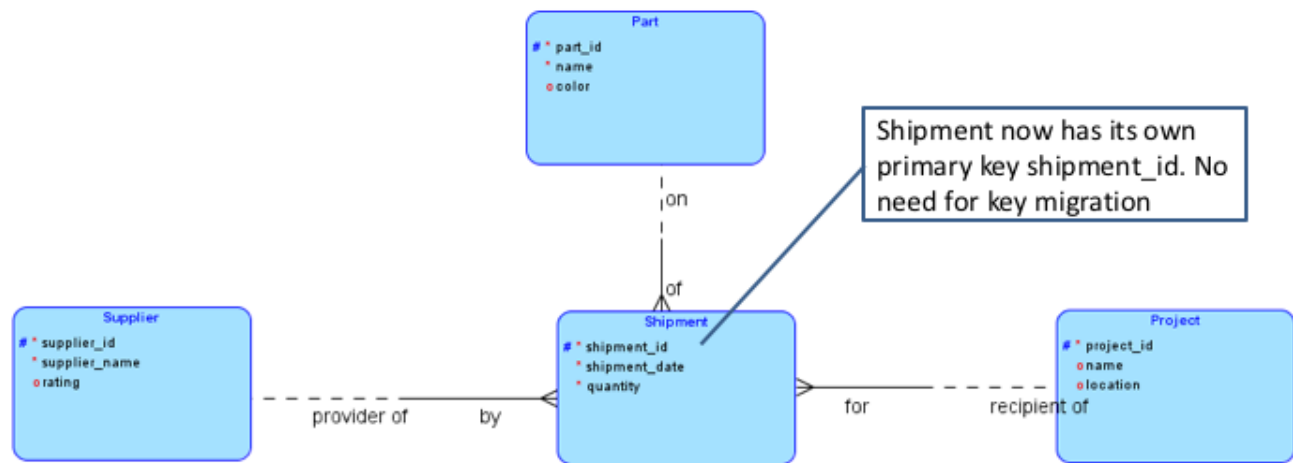 Part
# * part_id
* name
o color
Shipment now has its own
primary key shipment_id. No
need for key migration
on
of
Supplier
# * supplier_id
* supplier_name
o rating
provider of
by
Shipment
# * shipment_id
* shipment_date
* quantity
for
recipient of
Project
# * project_id
o name
o location